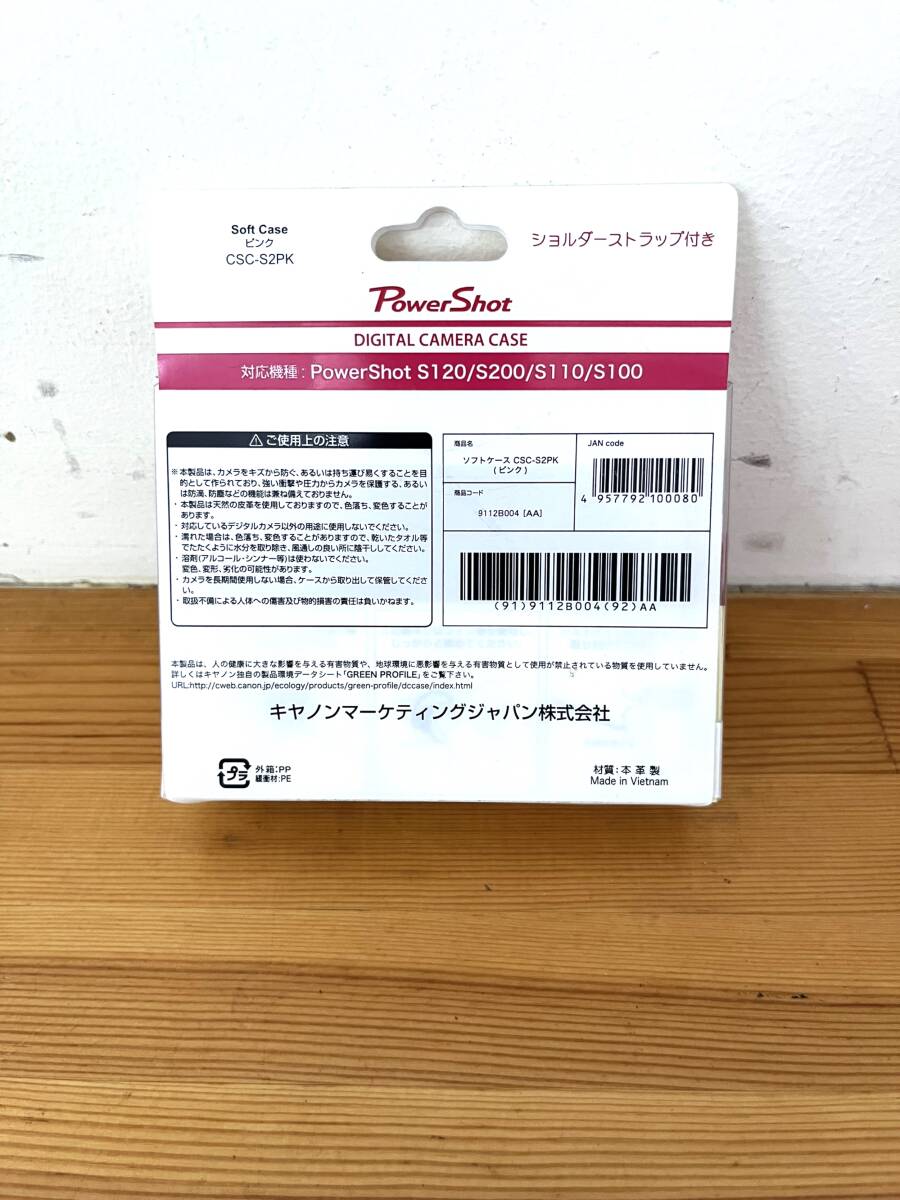 Soft Case
ピンク
CSC-S2PK
ショルダーストラップ付き
PowerShot
DIGITAL CAMERA CASE
対応機種：PowerShot S120/S200/S110/S100
⚠ご使用上の注意
※本製品は、カメラをキズから防ぐ、あるいは持ち運び易くすることを目
的として作られており、強い衝撃や圧力からカメラを保護する、あるい
は防滴、防塵などの機能は兼ね備えておりません。
・本製品は天然の皮革を使用しておりますので、色落ち、変色することが
あります。
・対応しているデジタルカメラ以外の用途に使用しないでください。
・濡れた場合は、色落ち、変色することがありますので、乾いたタオル等
でたたくように水分を取り除き、風通しの良い所に陰干ししてください。
・溶剤(アルコール・シンナー等)は使わないでください。
変色、変形、劣化の可能性があります。
・カメラを長期間使用しない場合、ケースから取り出して保管してくださ
い。
・取扱不備による人体への傷害及び物的損害の責任は負いかねます。
商品名
ソフトケース CSC-S2PK
(ピンク)
商品コード
9112B004 [AA]
JAN code
4 957792 100080
(91)9112B004(92)AA
本製品は、人の健康に大きな影響を与える有害物質や、地球環境に悪影響を与える有害物質として使用が禁止されている物質を使用していません。
詳しくはキヤノン独自の製品環境データシート「GREEN PROFILE」をご覧下さい。
URL:http://cweb.canon.jp/ecology/products/green-profile/dccase/index.html
キヤノンマーケティングジャパン株式会社
プラ
外箱:PP
緩衝材:PE
材質:本革製
Made in Vietnam